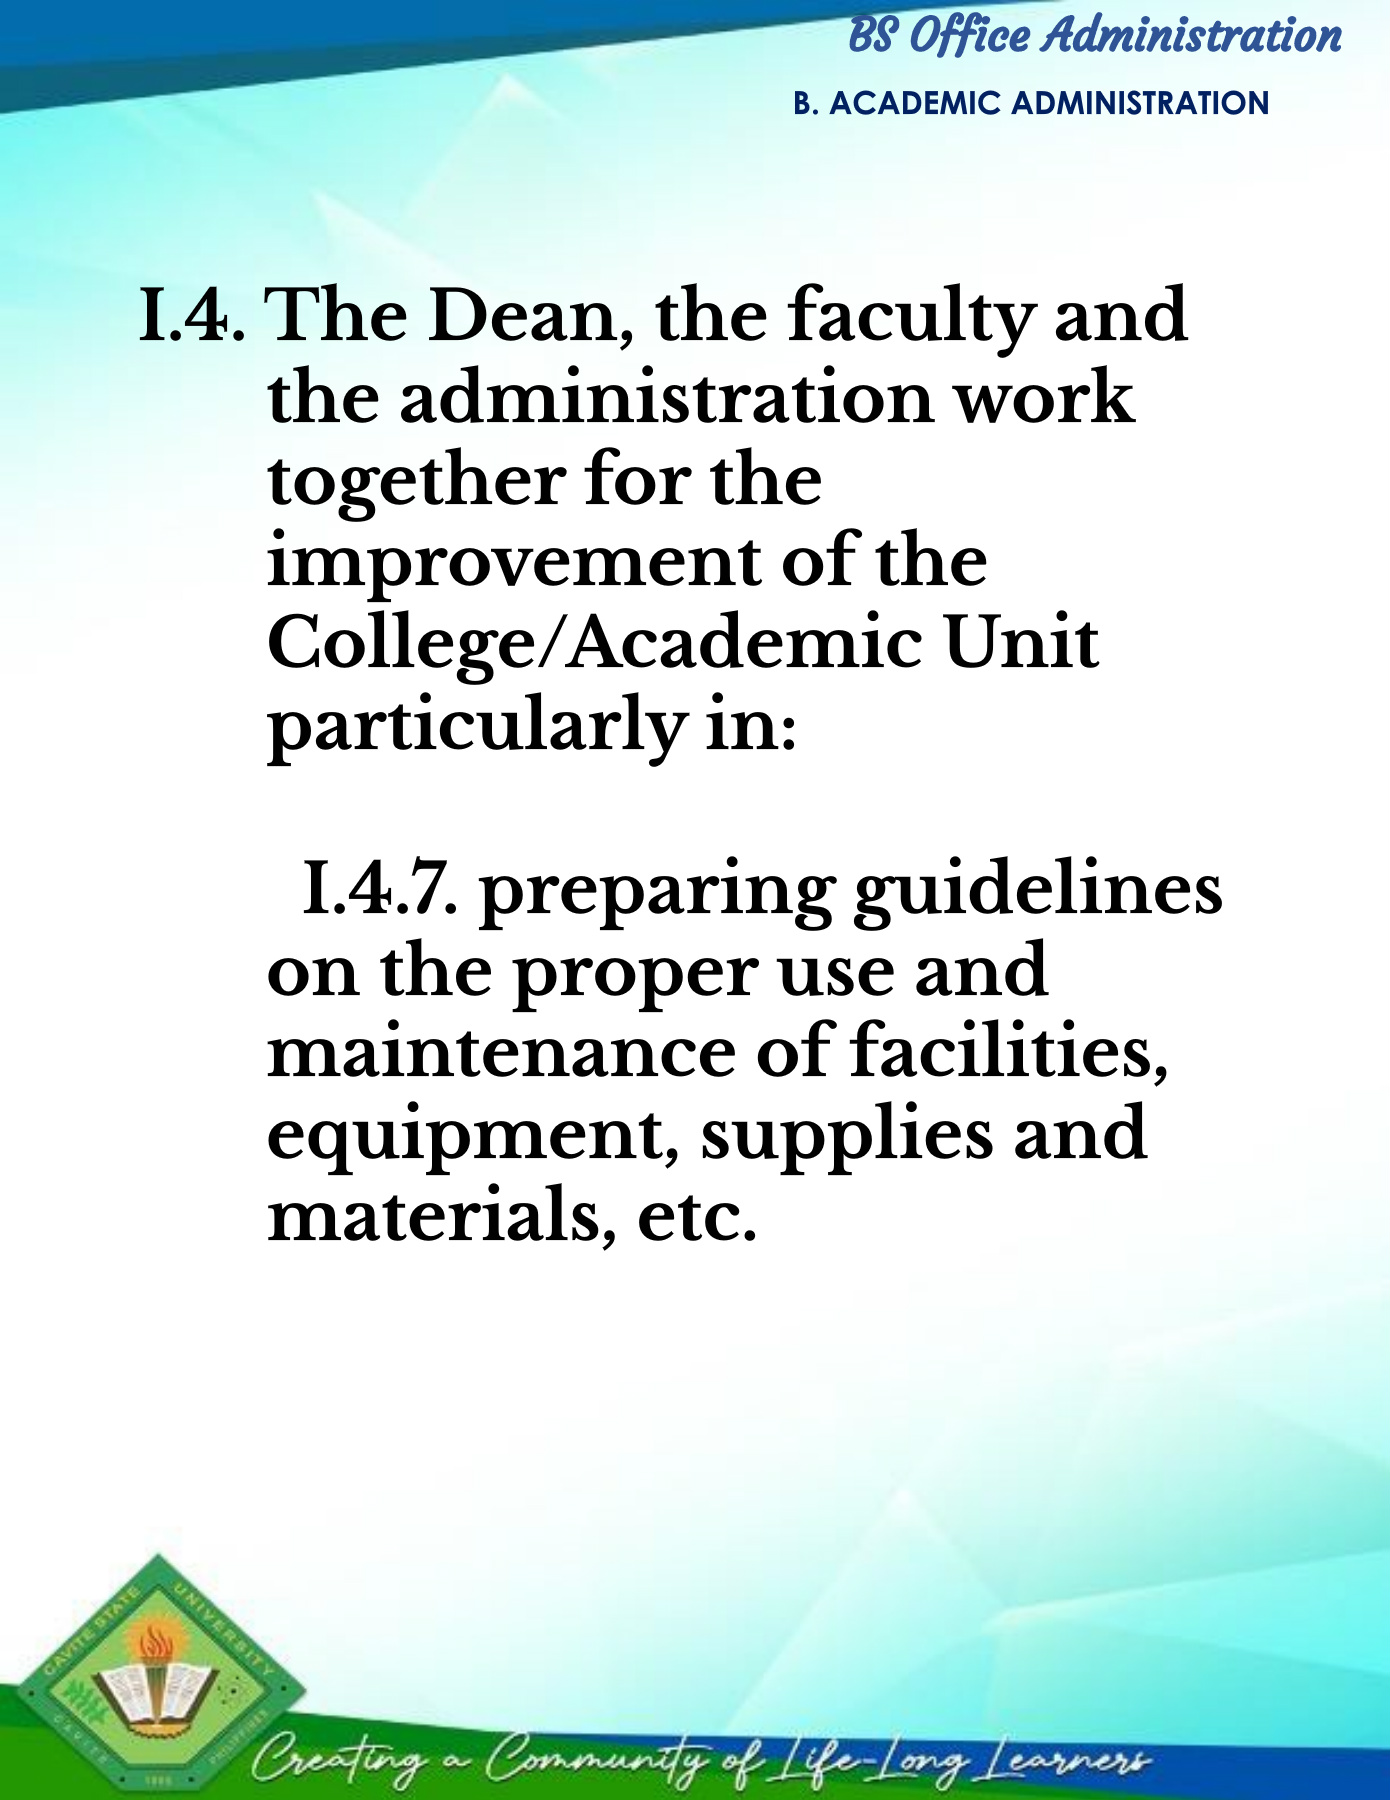 BS Office Administration
B. ACADEMIC ADMINISTRATION
I.4. The Dean, the faculty and
the administration work
together for the
improvement of the
College/Academic Unit
particularly in:
I.4.7. preparing guidelines
on the proper use and
maintenance of facilities,
equipment, supplies and
materials, etc.
CAVITE STATE UNIVERSITY
CAVITE
1906
PHILIPPINES
Creating a Community of Life-Long Learners